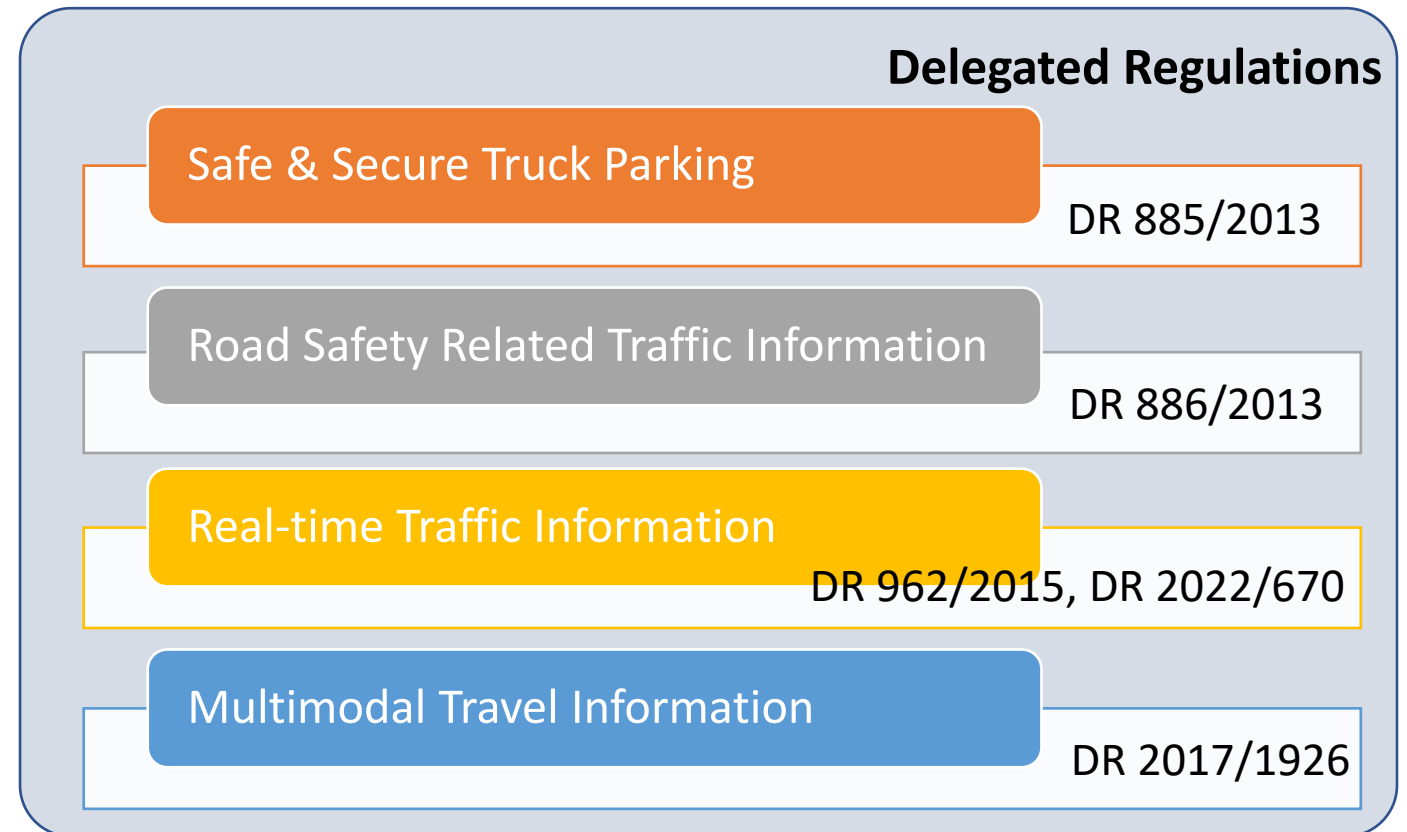 Delegated Regulations
Safe & Secure Truck Parking
DR 885/2013
Road Safety Related Traffic Information
DR 886/2013
Real-time Traffic Information
DR 962/2015, DR 2022/670
Multimodal Travel Information
DR 2017/1926